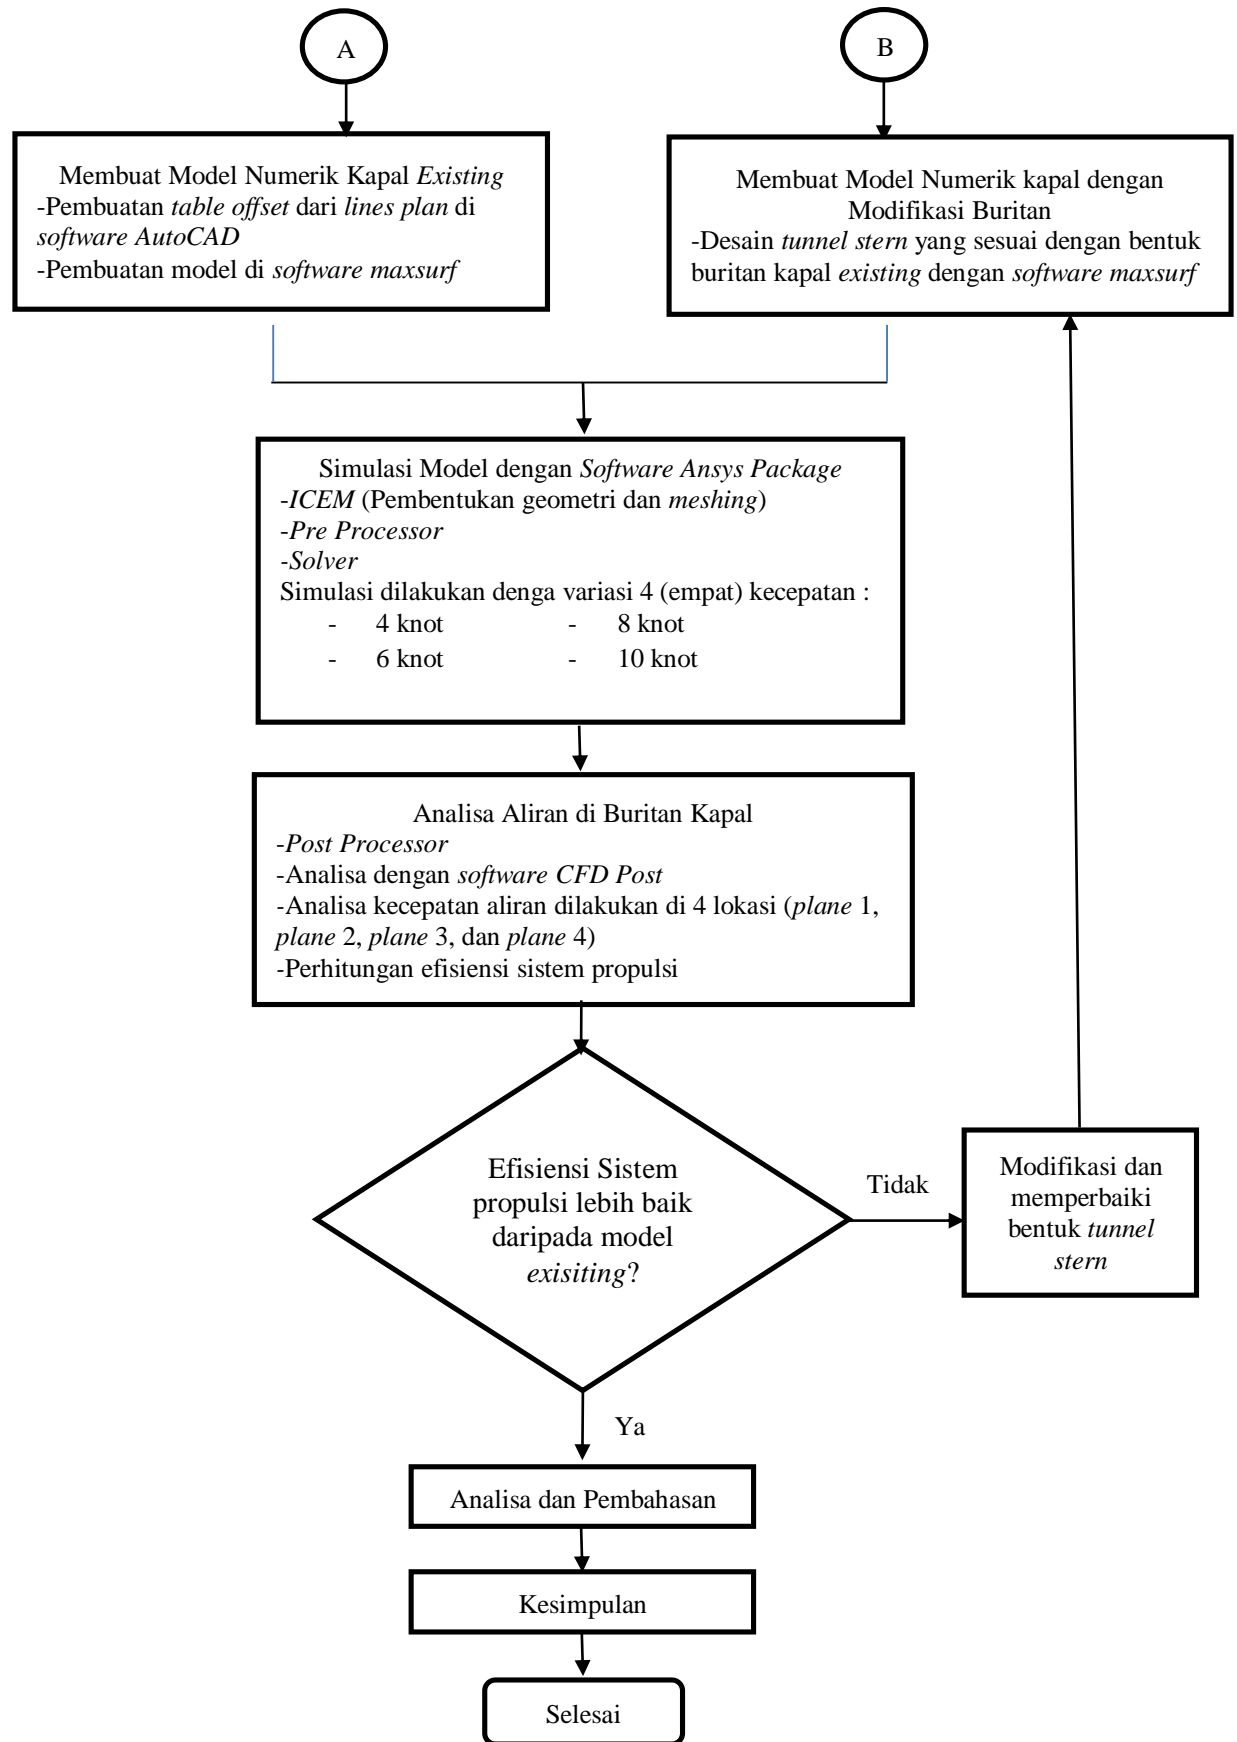 A
B
Membuat Model Numerik Kapal Existing
-Pembuatan table offset dari lines plan di
software AutoCAD
-Pembuatan model di software maxsurf
Membuat Model Numerik kapal dengan
Modifikasi Buritan
-Desain tunnel stern yang sesuai dengan bentuk
buritan kapal existing dengan software maxsurf
Simulasi Model dengan Software Ansys Package
-ICEM (Pembentukan geometri dan meshing)
-Pre Processor
-Solver
Simulasi dilakukan denga variasi 4 (empat) kecepatan :
- 4 knot - 8 knot
- 6 knot - 10 knot
Analisa Aliran di Buritan Kapal
-Post Processor
-Analisa dengan software CFD Post
-Analisa kecepatan aliran dilakukan di 4 lokasi (plane 1,
plane 2, plane 3, dan plane 4)
-Perhitungan efisiensi sistem propulsi
Efisiensi Sistem
propulsi lebih baik
daripada model
exisiting?
Tidak
Modifikasi dan
memperbaiki
bentuk tunnel
stern
Ya
Analisa dan Pembahasan
Kesimpulan
Selesai